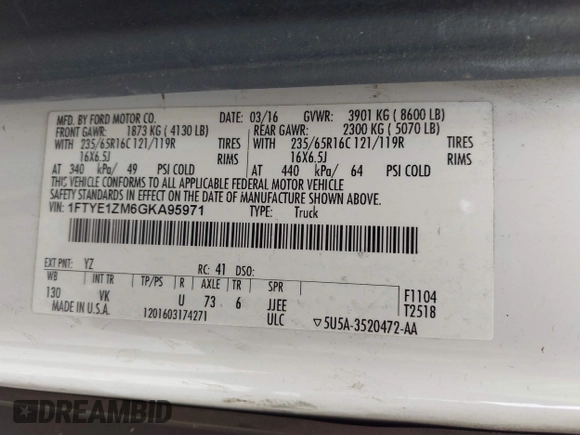 MFD. BY FORD MOTOR CO. DATE: 03/16 GVWR: 3901 KG ( 8600 LB)
FRONT GAWR: 1873 KG ( 4130 LB) REAR GAWR: 2300 KG ( 5070 LB)
WITH 235/65R16C 121/119R TIRES WITH 235/65R16C 121/119R TIRES
16X6.5J RIMS 16X6.5J RIMS
AT 340 kPa/ 49 PSI COLD AT 440 kPa/ 64 PSI COLD
THIS VEHICLE CONFORMS TO ALL APPLICABLE FEDERAL MOTOR VEHICLE
SAFETY STANDARDS IN EFFECT ON THE DATE OF MANUFACTURE SHOWN ABOVE.
VIN: 1FTYE1ZM6GKA95971 TYPE: Truck
EXT PNT: YZ RC: 41 DSO:
WB INT TR TP/PS R AXLE TR SPR
130 VK U 73 6 JJEE F1104
MADE IN U.S.A. 1201603174271 ULC T2518
▽5U5A-3520472-AA
DREAMBID